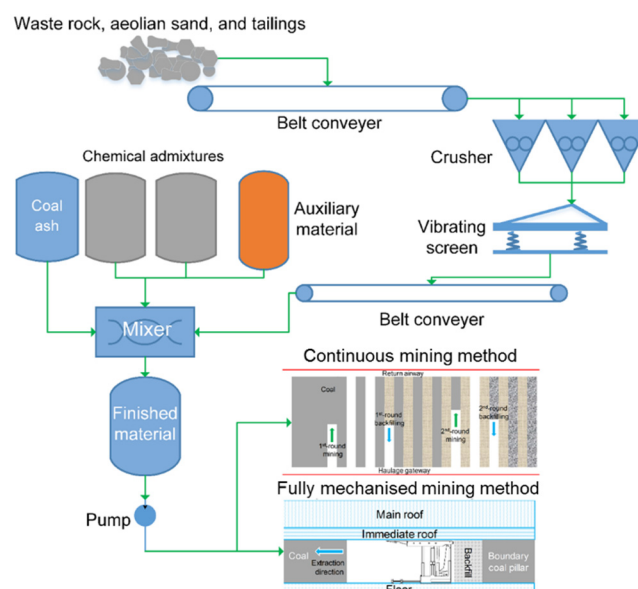 Waste rock, aeolian sand, and tailings
Belt conveyer
Crusher
Chemical admixtures
Coal
ash
Auxiliary
material
Vibrating
screen
Mixer
Belt conveyer
Continuous mining method
Return airway
Coal
1st-round
mining
1st-round
backfilling
2nd-round
mining
2nd-round
backfilling
Haulage gateway
Finished
material
Fully mechanised mining method
Pump
Main roof
Immediate roof
Coal
Extraction
direction
Backfill
Boundary
coal pillar
Floor